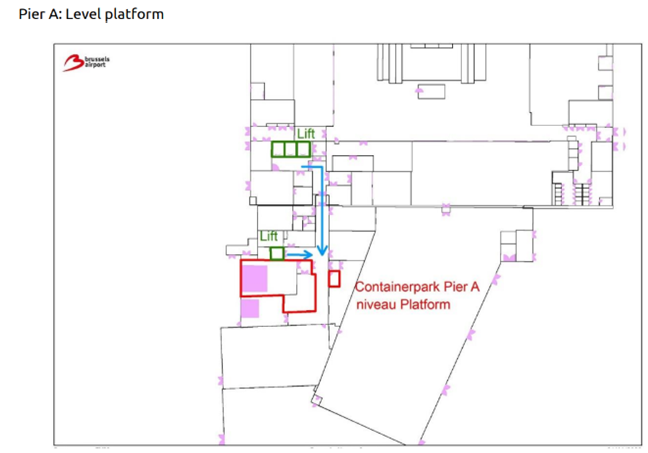 Pier A: Level platform
brussels
airport
Lift
Lift
Containerpark Pier A
niveau Platform